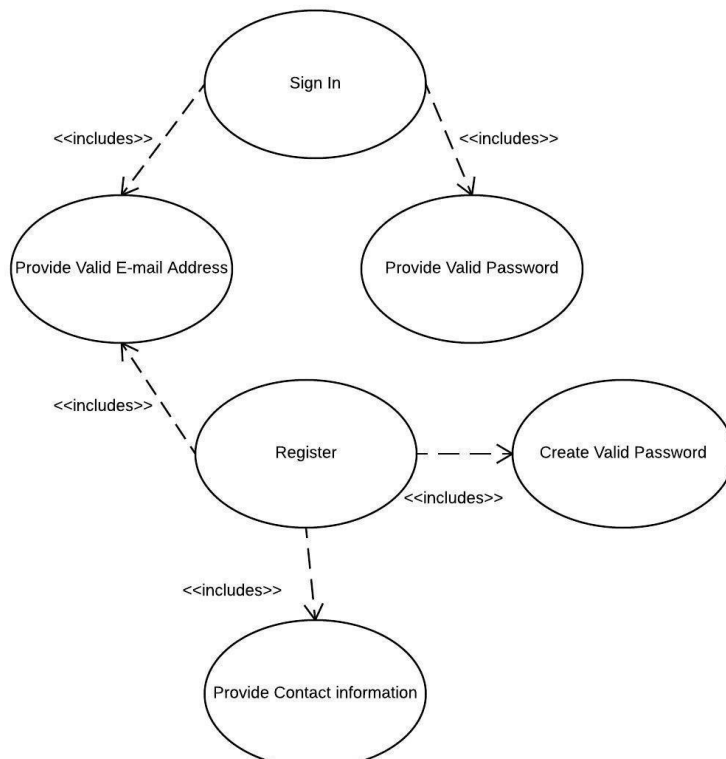 Sign In
<<includes>>
<<includes>>
Provide Valid E-mail Address
Provide Valid Password
<<includes>>
Register
Create Valid Password
<<includes>>
<<includes>>
Provide Contact information